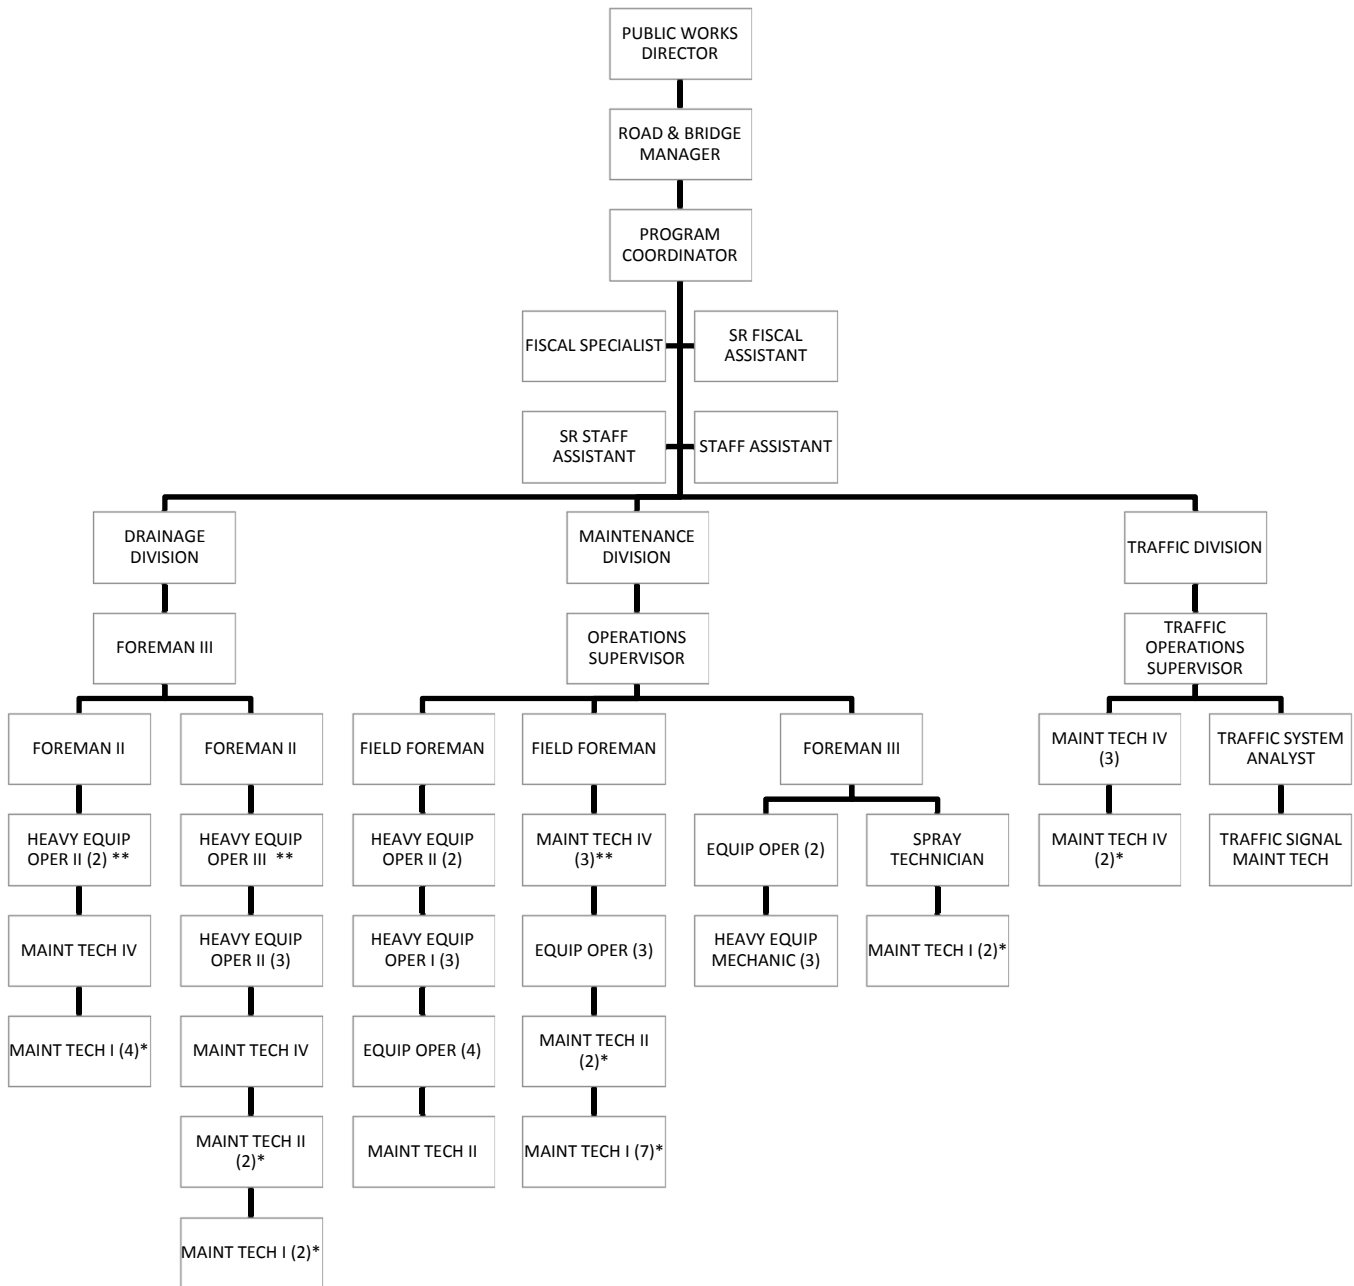 PUBLIC WORKS
DIRECTOR
ROAD & BRIDGE
MANAGER
PROGRAM
COORDINATOR
FISCAL SPECIALIST
SR FISCAL
ASSISTANT
SR STAFF
ASSISTANT
STAFF ASSISTANT
DRAINAGE
DIVISION
MAINTENANCE
DIVISION
TRAFFIC DIVISION
FOREMAN III
OPERATIONS
SUPERVISOR
TRAFFIC
OPERATIONS
SUPERVISOR
FOREMAN II
FOREMAN II
FIELD FOREMAN
FIELD FOREMAN
FOREMAN III
MAINT TECH IV
(3)
TRAFFIC SYSTEM
ANALYST
HEAVY EQUIP
OPER II (2) **
HEAVY EQUIP
OPER III  **
HEAVY EQUIP
OPER II (2)
MAINT TECH IV
(3)**
EQUIP OPER (2)
SPRAY
TECHNICIAN
MAINT TECH IV
(2)*
TRAFFIC SIGNAL
MAINT TECH
MAINT TECH IV
HEAVY EQUIP
OPER II (3)
HEAVY EQUIP
OPER I (3)
EQUIP OPER (3)
HEAVY EQUIP
MECHANIC (3)
MAINT TECH I (2)*
MAINT TECH I (4)*
MAINT TECH IV
EQUIP OPER (4)
MAINT TECH II
(2)*
MAINT TECH II
(2)*
MAINT TECH II
MAINT TECH I (7)*
MAINT TECH I (2)*